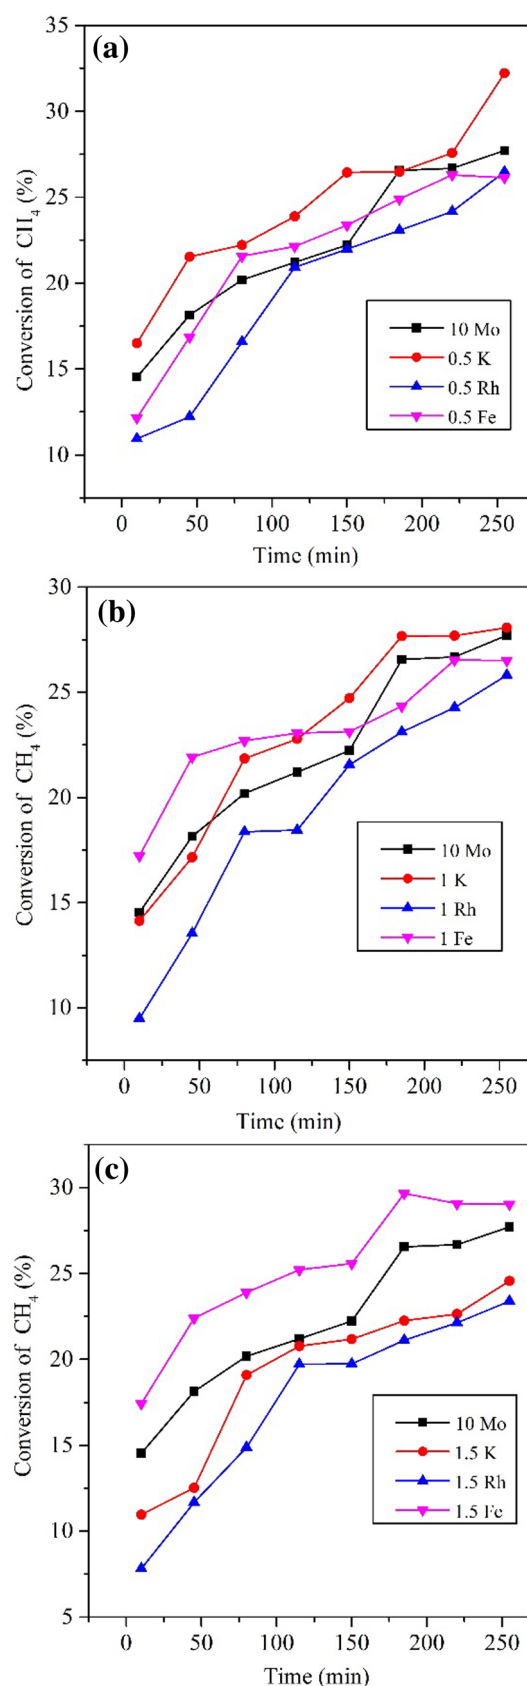 (a)
35
30
25
20
15
10
Conversion of CH4 (%)
10 Mo
0.5 K
0.5 Rh
0.5 Fe
0 50 100 150 200 250
Time (min)
(b)
30
25
20
15
10
Conversion of CH4 (%)
10 Mo
1 K
1 Rh
1 Fe
0 50 100 150 200 250
Time (min)
(c)
30
25
20
15
10
5
Conversion of CH4 (%)
10 Mo
1.5 K
1.5 Rh
1.5 Fe
0 50 100 150 200 250
Time (min)